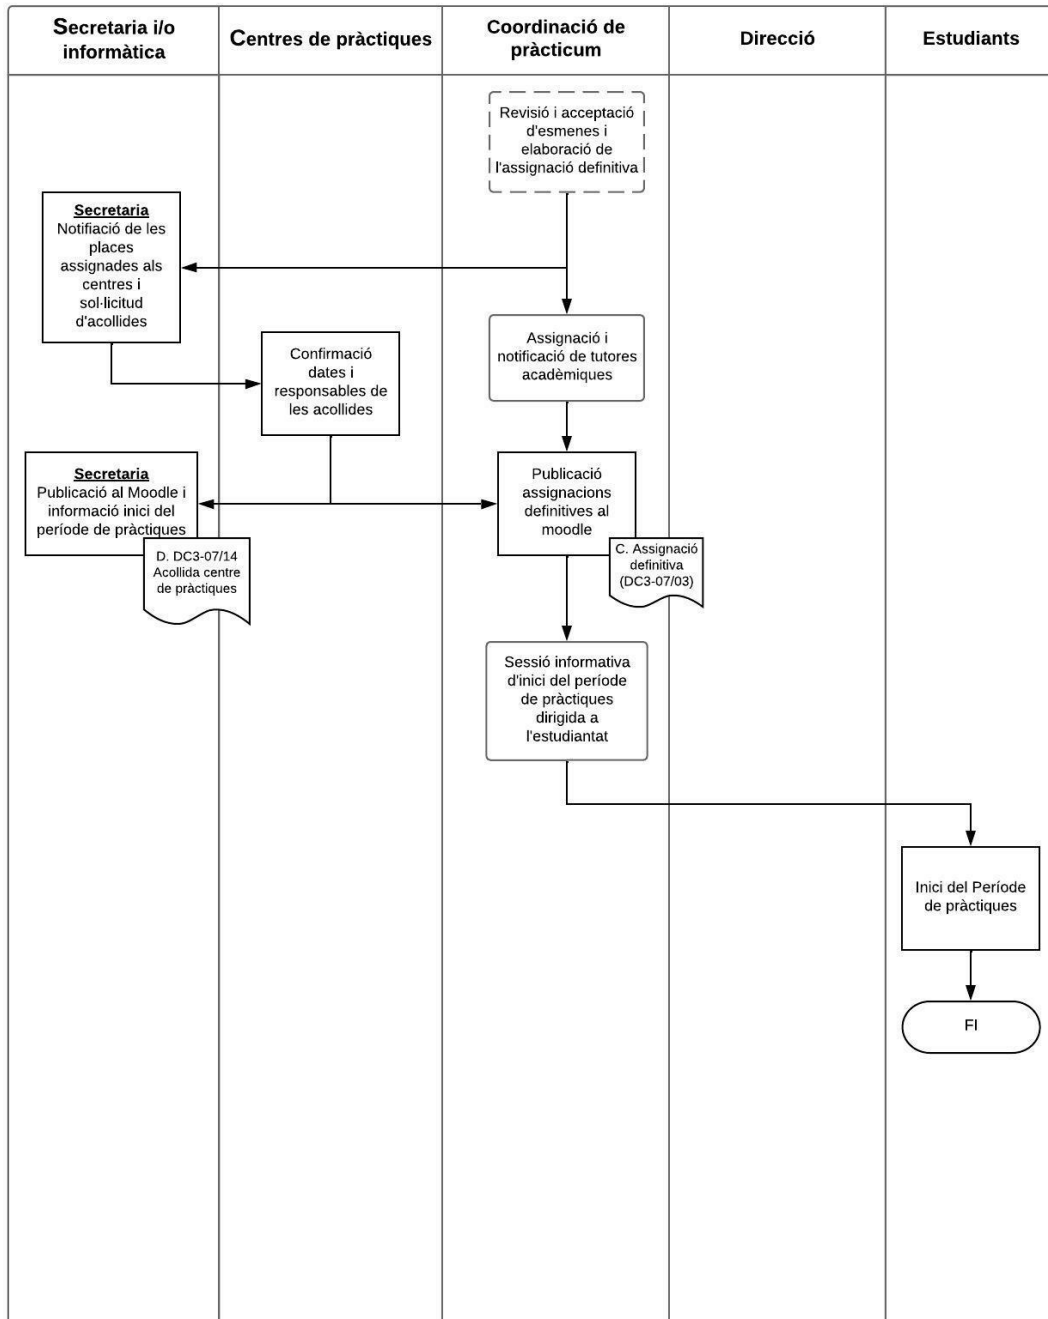 Secretaria i/o
informàtica
Centres de pràctiques
Coordinació de
pràcticum
Direcció
Estudiants
Revisió i acceptació
d'esmenes i
elaboració de
l'assignació definitiva
Secretaria
Notifiació de les
places
assignades als
centres i
sol·licitud
d'acollides
Assignació i
notificació de tutores
acadèmiques
Confirmació
dates i
responsables de
les acollides
Secretaria
Publicació al Moodle i
informació inici del
període de pràctiques
D. DC3-07/14
Acollida centre
de pràctiques
Publicació
assignacions
definitives al
moodle
C. Assignació
definitiva
(DC3-07/03)
Sessió informativa
d'inici del període
de pràctiques
dirigida a
l'estudiantat
Inici del Període
de pràctiques
FI